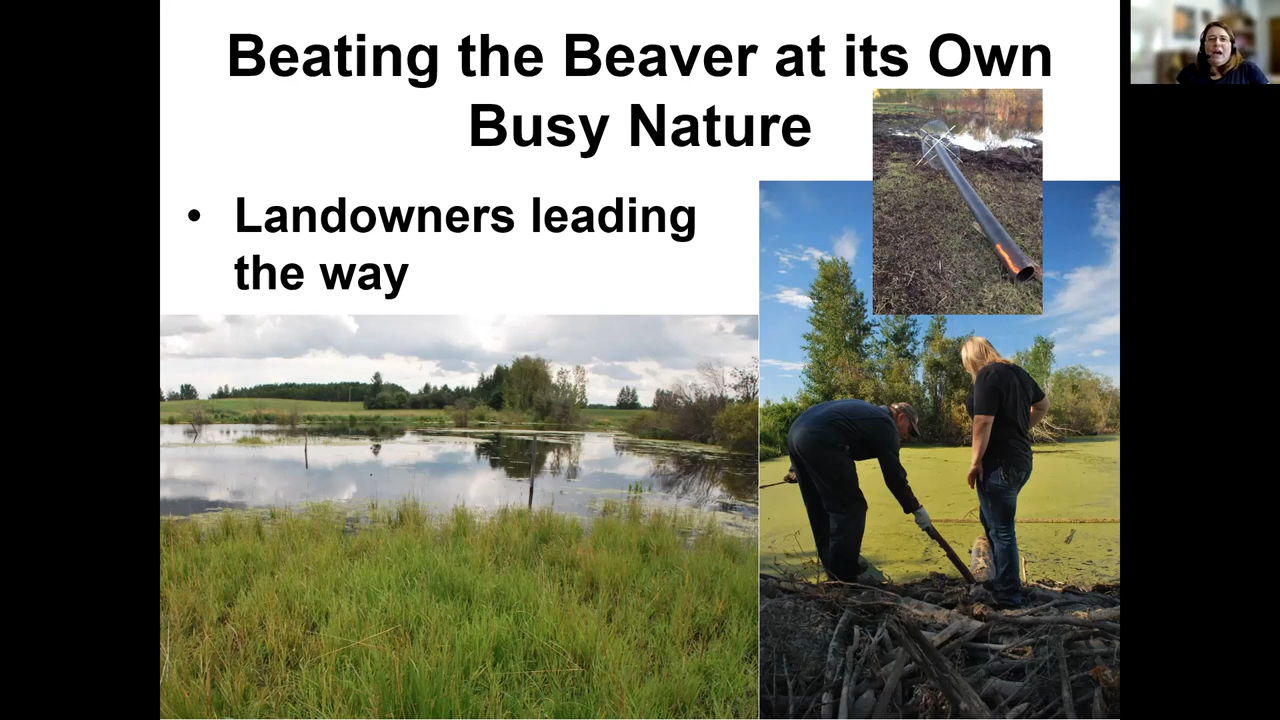 Beating the Beaver at its Own
Busy Nature
• Landowners leading
the way